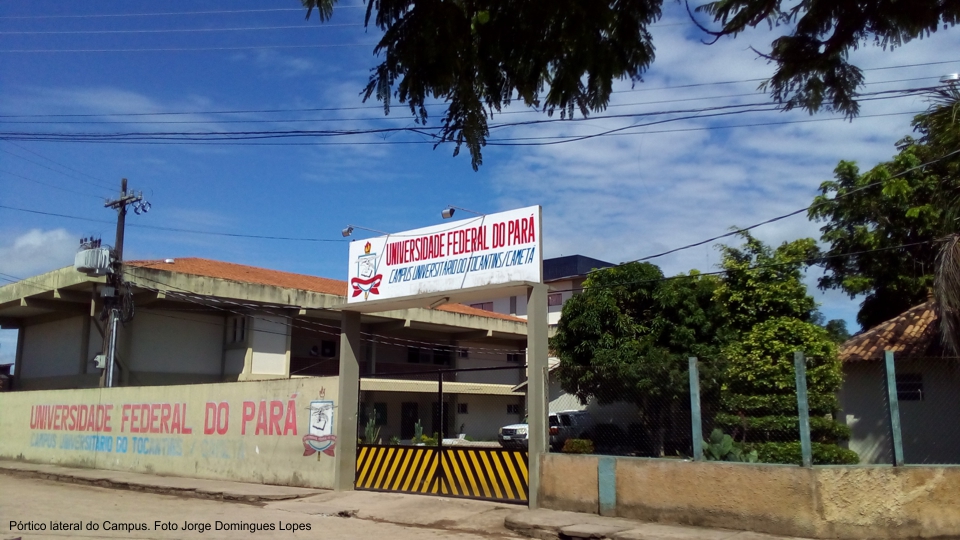 UNIVERSIDADE FEDERAL DO PARÁ
CAMPUS UNIVERSITÁRIO DO TOCANTINS/CAMETÁ
UNIVERSIDADE FEDERAL DO PARÁ
CAMPUS UNIVERSITÁRIO DO TOCANTINS
Pórtico lateral do Campus. Foto Jorge Domingues Lopes